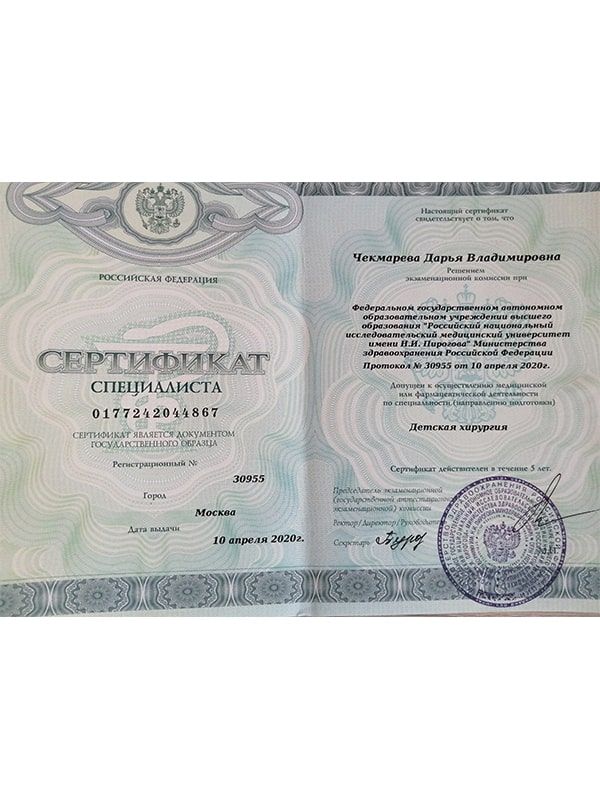 РОССИЙСКАЯ ФЕДЕРАЦИЯ
СЕРТИФИКАТ
СПЕЦИАЛИСТА
0177242044867
СЕРТИФИКАТ ЯВЛЯЕТСЯ ДОКУМЕНТОМ
ГОСУДАРСТВЕННОГО ОБРАЗЦА
Регистрационный №
30955
Город
Москва
Дата выдачи
10 апреля 2020г.
Настоящий сертификат
свидетельствует о том, что
Чекмарева Дарья Владимировна
Решением
экзаменационной комиссии при
Федеральном государственном автономном
образовательном учреждении высшего
образования "Российский национальный
исследовательский медицинский университет
имени Н.И. Пирогова" Министерства
здравоохранения Российской Федерации
Протокол № 30955 от 10 апреля 2020г.
Допущен к осуществлению медицинской
или фармацевтической деятельности
по специальности (направлению подготовки)
Детская хирургия
Сертификат действителен в течение 5 лет.
Председатель экзаменационной
(государственной аттестационной
экзаменационной) комиссии
Ректор/Директор/Руководитель
Секретарь